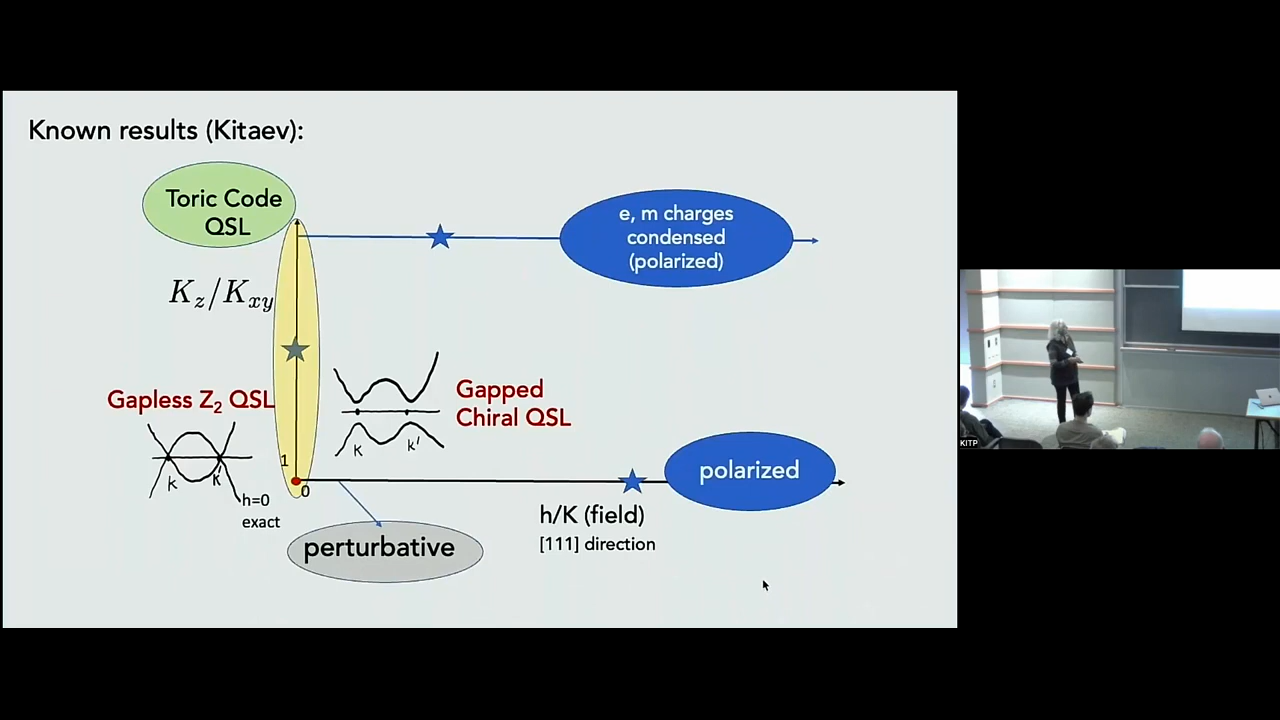 Known results (Kitaev):
Toric Code
QSL
e, m charges
condensed
(polarized)
K_z/K_xy
Gapless Z₂ QSL
Gapped
Chiral QSL
K
K'
K
K'
1
0
h=0
exact
polarized
h/K (field)
[111] direction
perturbative
KITP